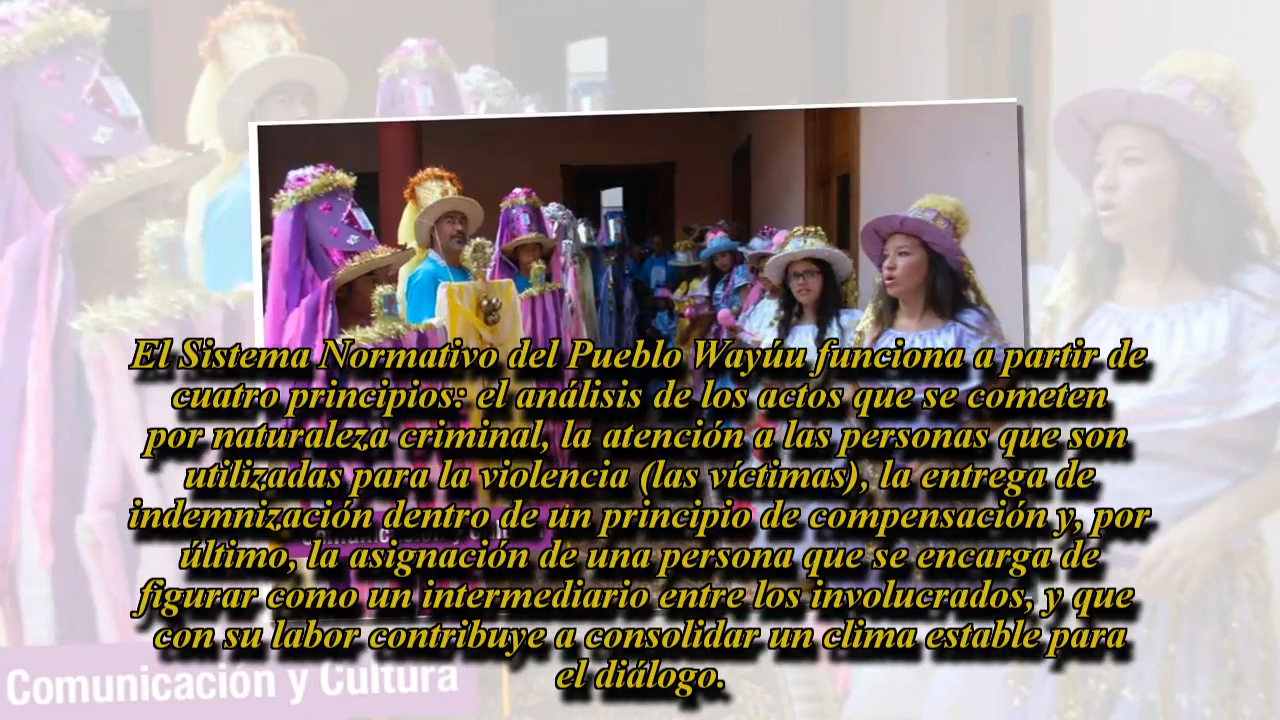 El Sistema Normativo del Pueblo Wayúu funciona a partir de
cuatro principios: el análisis de los actos que se cometen
por naturaleza criminal, la atención a las personas que son
utilizadas para la violencia (las víctimas), la entrega de
indemnización dentro de un principio de compensación y, por
último, la asignación de una persona que se encarga de
figurar como un intermediario entre los involucrados, y que
con su labor contribuye a consolidar un clima estable para
el diálogo.
Comunicación y Cultura